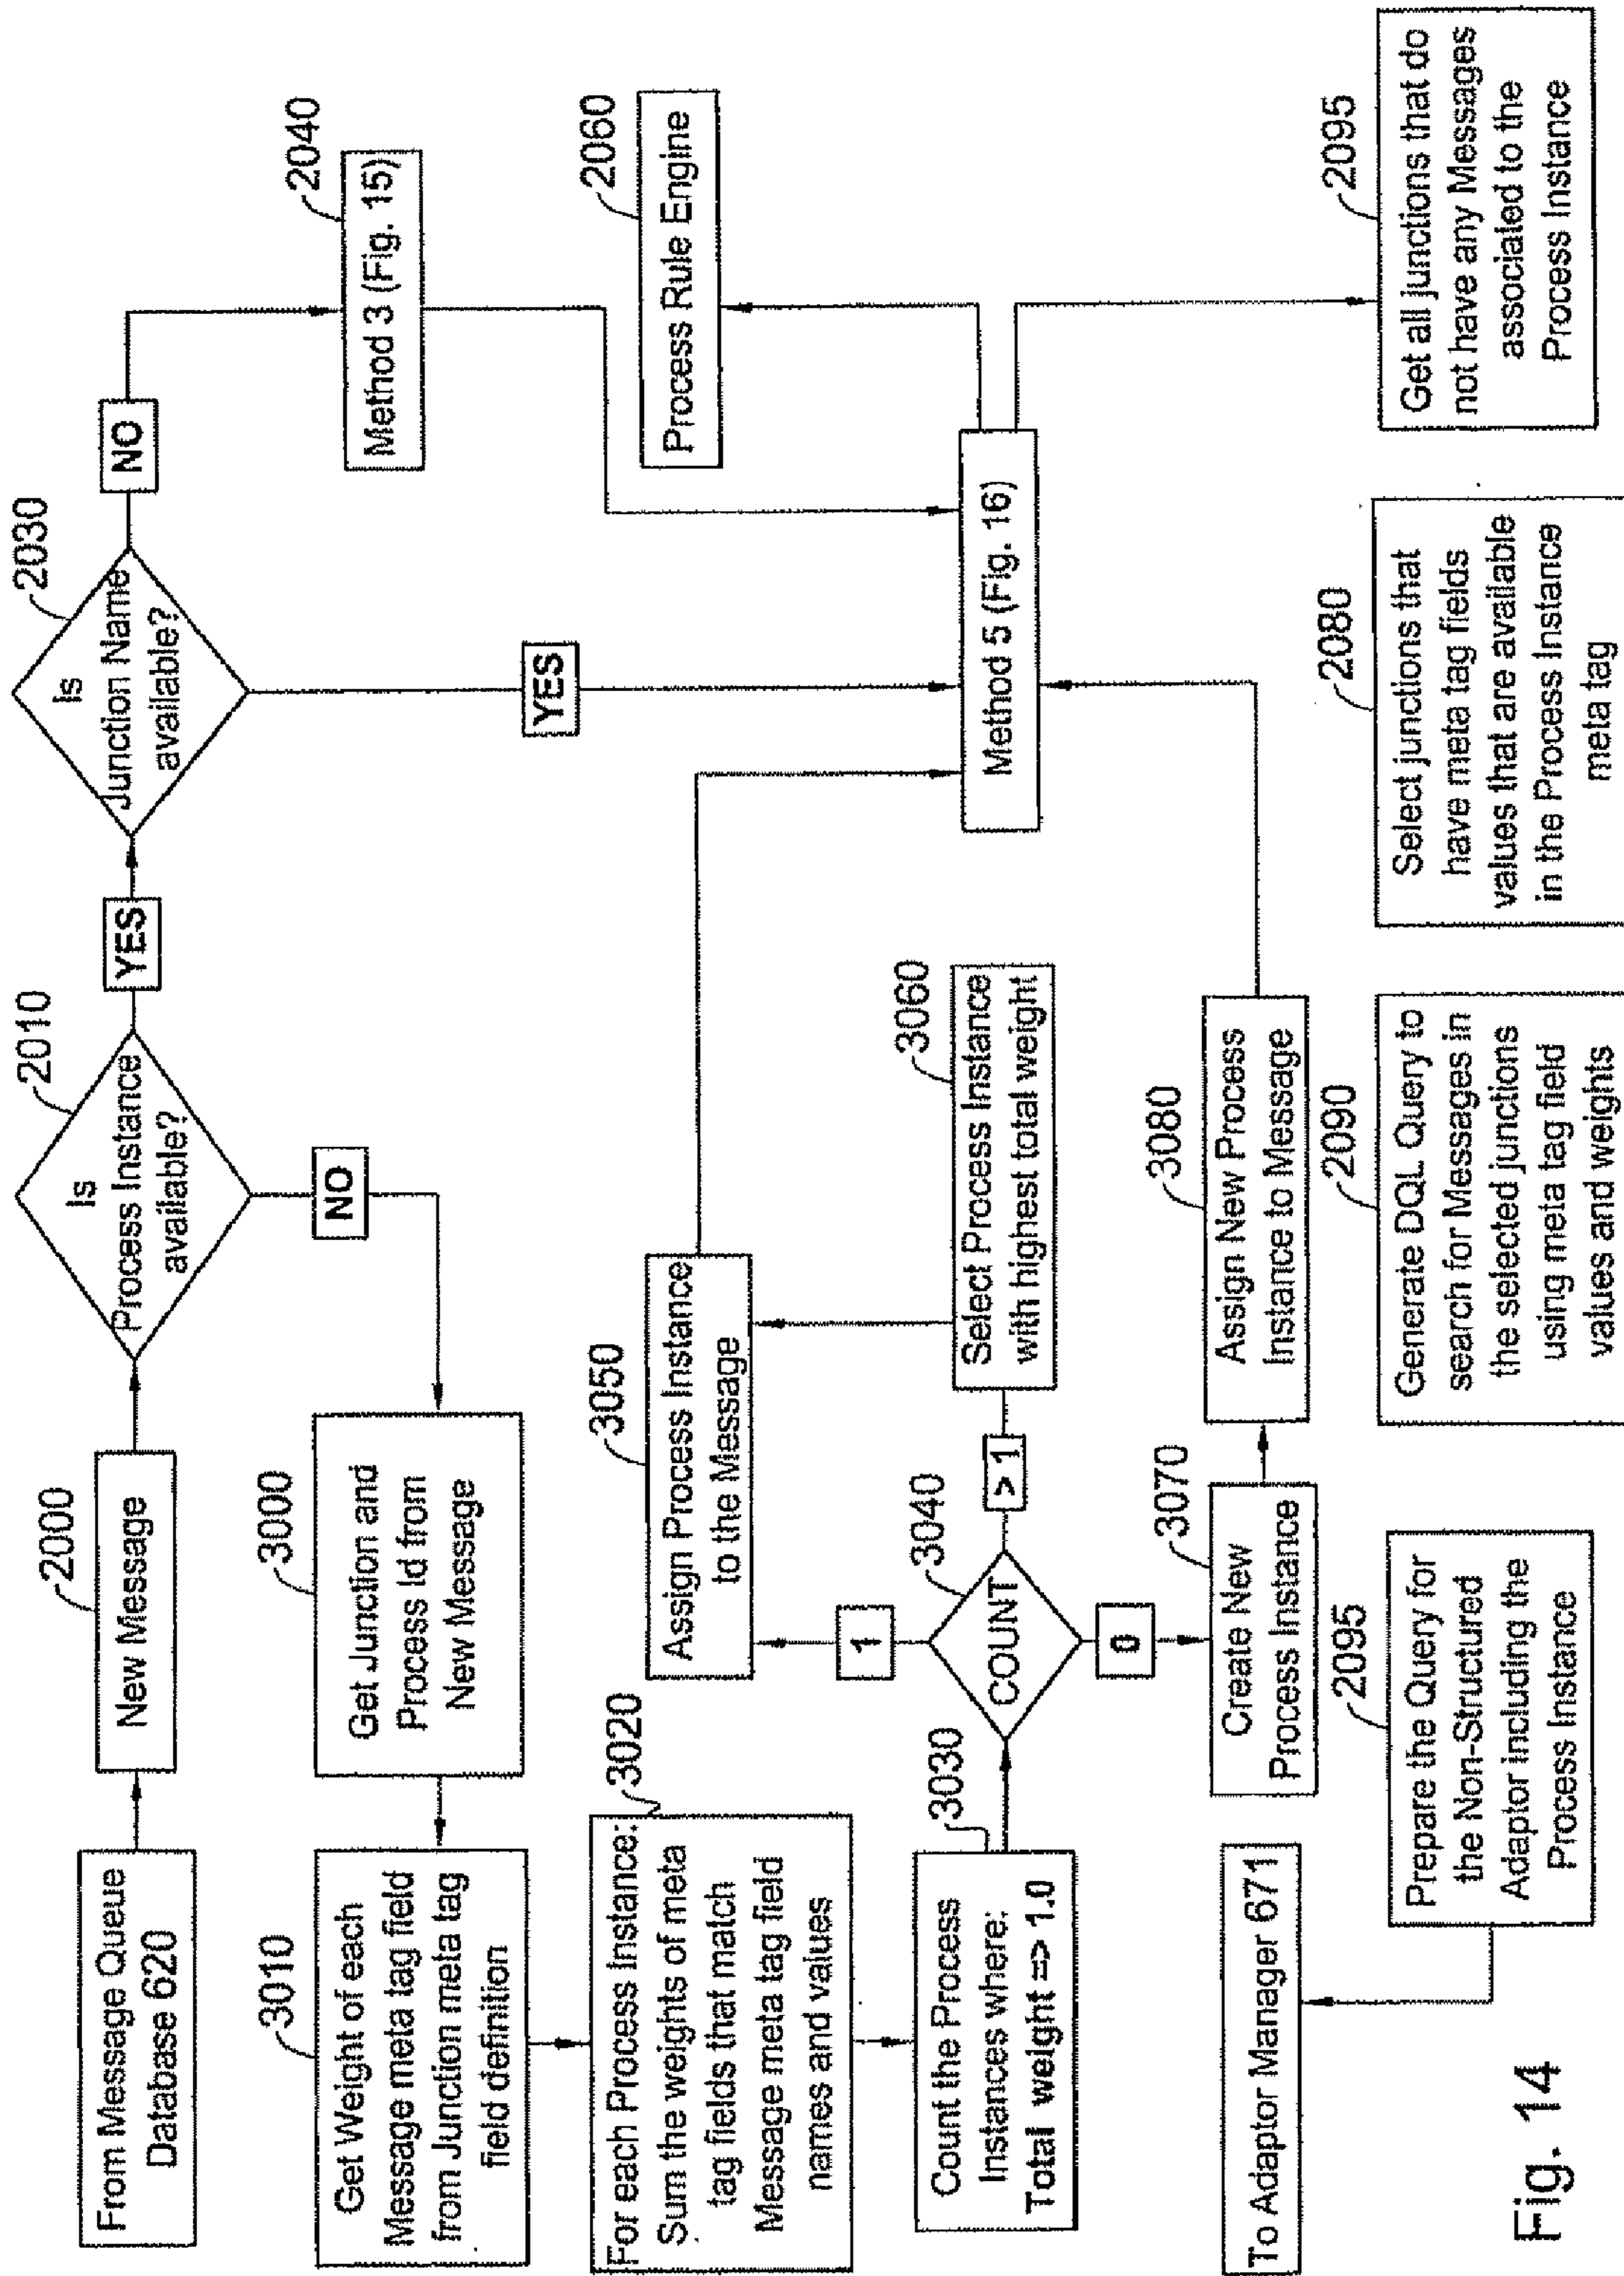 From Message Queue
Database 620
2000
New Message
2010
Is
Process Instance
available?
YES
2030
Is
Junction Name
available?
NO
2040
Method 3 (Fig. 15)
NO
YES
3000
Get Junction and
Process Id from
New Message
3010
Get Weight of each
Message meta tag field
from Junction meta tag
field definition
3020
For each Process Instance:
Sum the weights of meta
tag fields that match
Message meta tag field
names and values
3030
Count the Process
Instances where:
Total weight => 1.0
3040
COUNT
1
> 1
0
3050
Assign Process Instance
to the Message
3060
Select Process Instance
with highest total weight
3070
Create New
Process Instance
3080
Assign New Process
Instance to Message
Method 5 (Fig. 16)
2060
Process Rule Engine
2095
Get all junctions that do
not have any Messages
associated to the
Process Instance
2080
Select junctions that
have meta tag fields
values that are available
in the Process Instance
meta tag
2090
Generate DQL Query to
search for Messages in
the selected junctions
using meta tag field
values and weights
2095
Prepare the Query for
the Non-Structured
Adaptor including the
Process Instance
To Adaptor Manager 671
Fig. 14